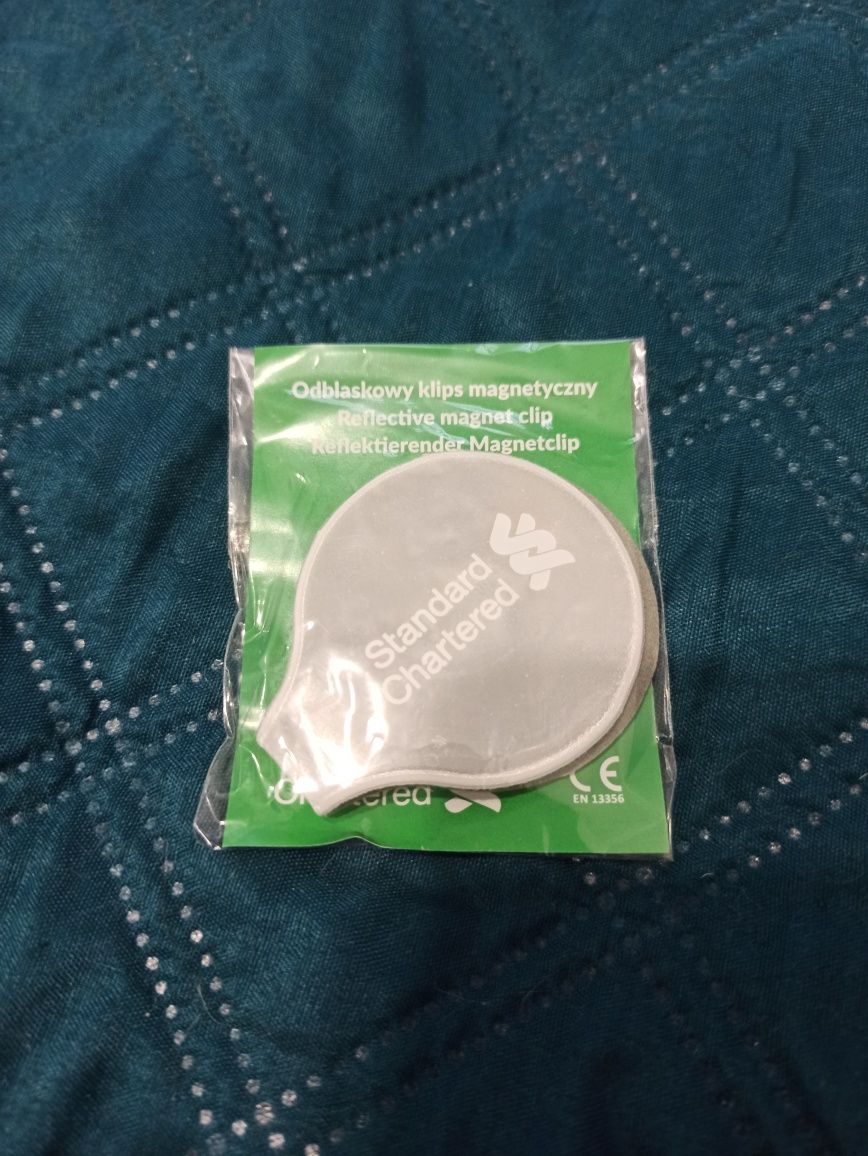 Odblaskowy klips magnetyczny
Reflective magnet clip
Reflektierender Magnetclip
Standard
Chartered
CE
EN 13356